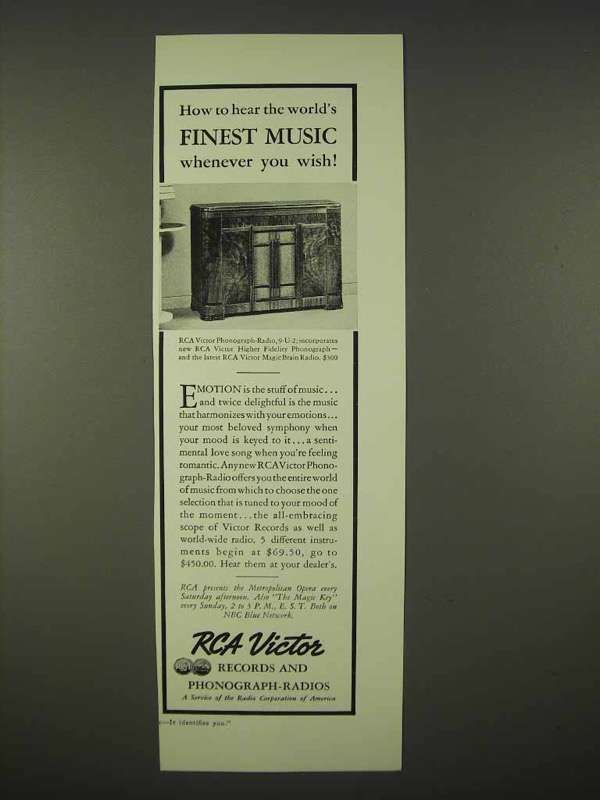 How to hear the world's
FINEST MUSIC
whenever you wish!
RCA Victor Phonograph-Radio, 9-U-2; incorporates
new RCA Victor Higher Fidelity Phonograph—
and the latest RCA Victor Magic Brain Radio. $300
EMOTION is the stuff of music...
and twice delightful is the music
that harmonizes with your emotions...
your most beloved symphony when
your mood is keyed to it...a senti-
mental love song when you're feeling
romantic. Any new RCA Victor Phono-
graph-Radio offers you the entire world
of music from which to choose the one
selection that is tuned to your mood of
the moment...the all-embracing
scope of Victor Records as well as
world-wide radio. 5 different instru-
ments begin at $69.50, go to
$450.00. Hear them at your dealer's.
RCA presents the Metropolitan Opera every
Saturday afternoon. Also "The Magic Key"
every Sunday, 2 to 3 P. M., E. S. T. Both on
NBC Blue Network.
RCA Victor
RECORDS AND
PHONOGRAPH-RADIOS
A Service of the Radio Corporation of America
—It identifies you."